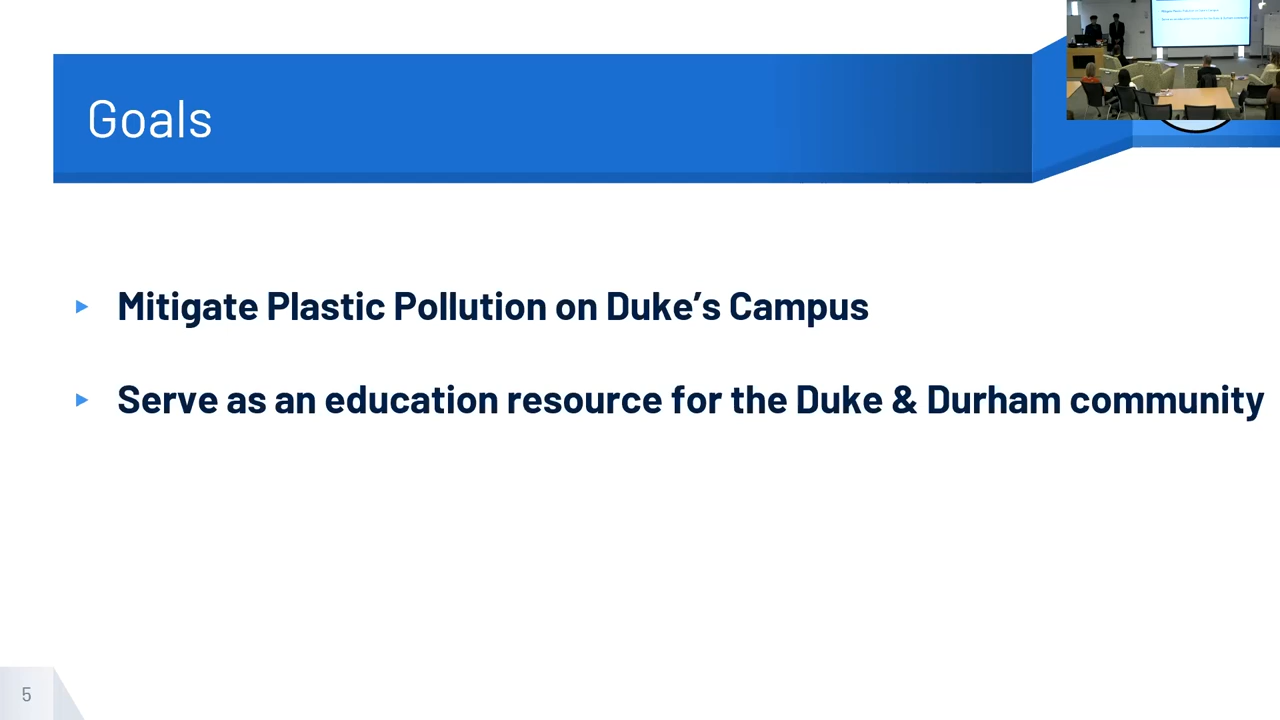 Goals
Mitigate Plastic Pollution on Duke’s Campus
Serve as an education resource for the Duke & Durham community
5